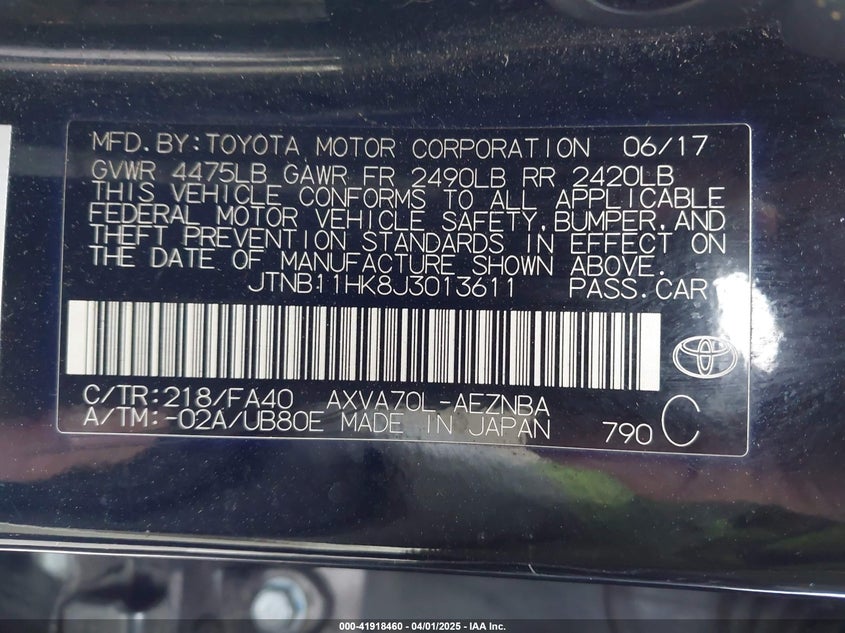 MFD.BY:TOYOTA MOTOR CORPORATION 06/17
GVWR 4475LB GAWR FR 2490LB RR 2420LB
THIS VEHICLE CONFORMS TO ALL APPLICABLE
FEDERAL MOTOR VEHICLE SAFETY,BUMPER,AND
THEFT PREVENTION STANDARDS IN EFFECT ON
THE DATE OF MANUFACTURE SHOWN ABOVE.
JTNB11HK8J3013611 PASS.CAR
C/TR:218/FA40 AXVA70L-AEZNBA
A/TM:-02A/UB80E MADE IN JAPAN 790 C
000-41918460 - 04/01/2025 - IAA Inc.